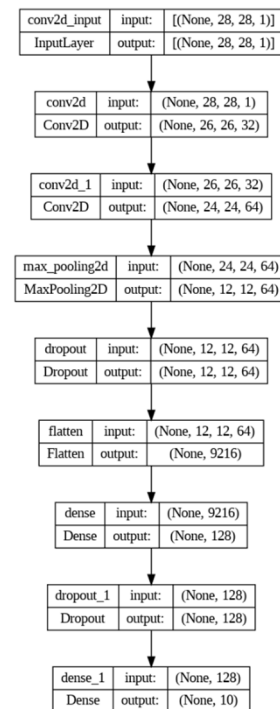 conv2d_input input: [(None, 28, 28, 1)]
InputLayer output: [(None, 28, 28, 1)]
conv2d input: (None, 28, 28, 1)
Conv2D output: (None, 26, 26, 32)
conv2d_1 input: (None, 26, 26, 32)
Conv2D output: (None, 24, 24, 64)
max_pooling2d input: (None, 24, 24, 64)
MaxPooling2D output: (None, 12, 12, 64)
dropout input: (None, 12, 12, 64)
Dropout output: (None, 12, 12, 64)
flatten input: (None, 12, 12, 64)
Flatten output: (None, 9216)
dense input: (None, 9216)
Dense output: (None, 128)
dropout_1 input: (None, 128)
Dropout output: (None, 128)
dense_1 input: (None, 128)
Dense output: (None, 10)